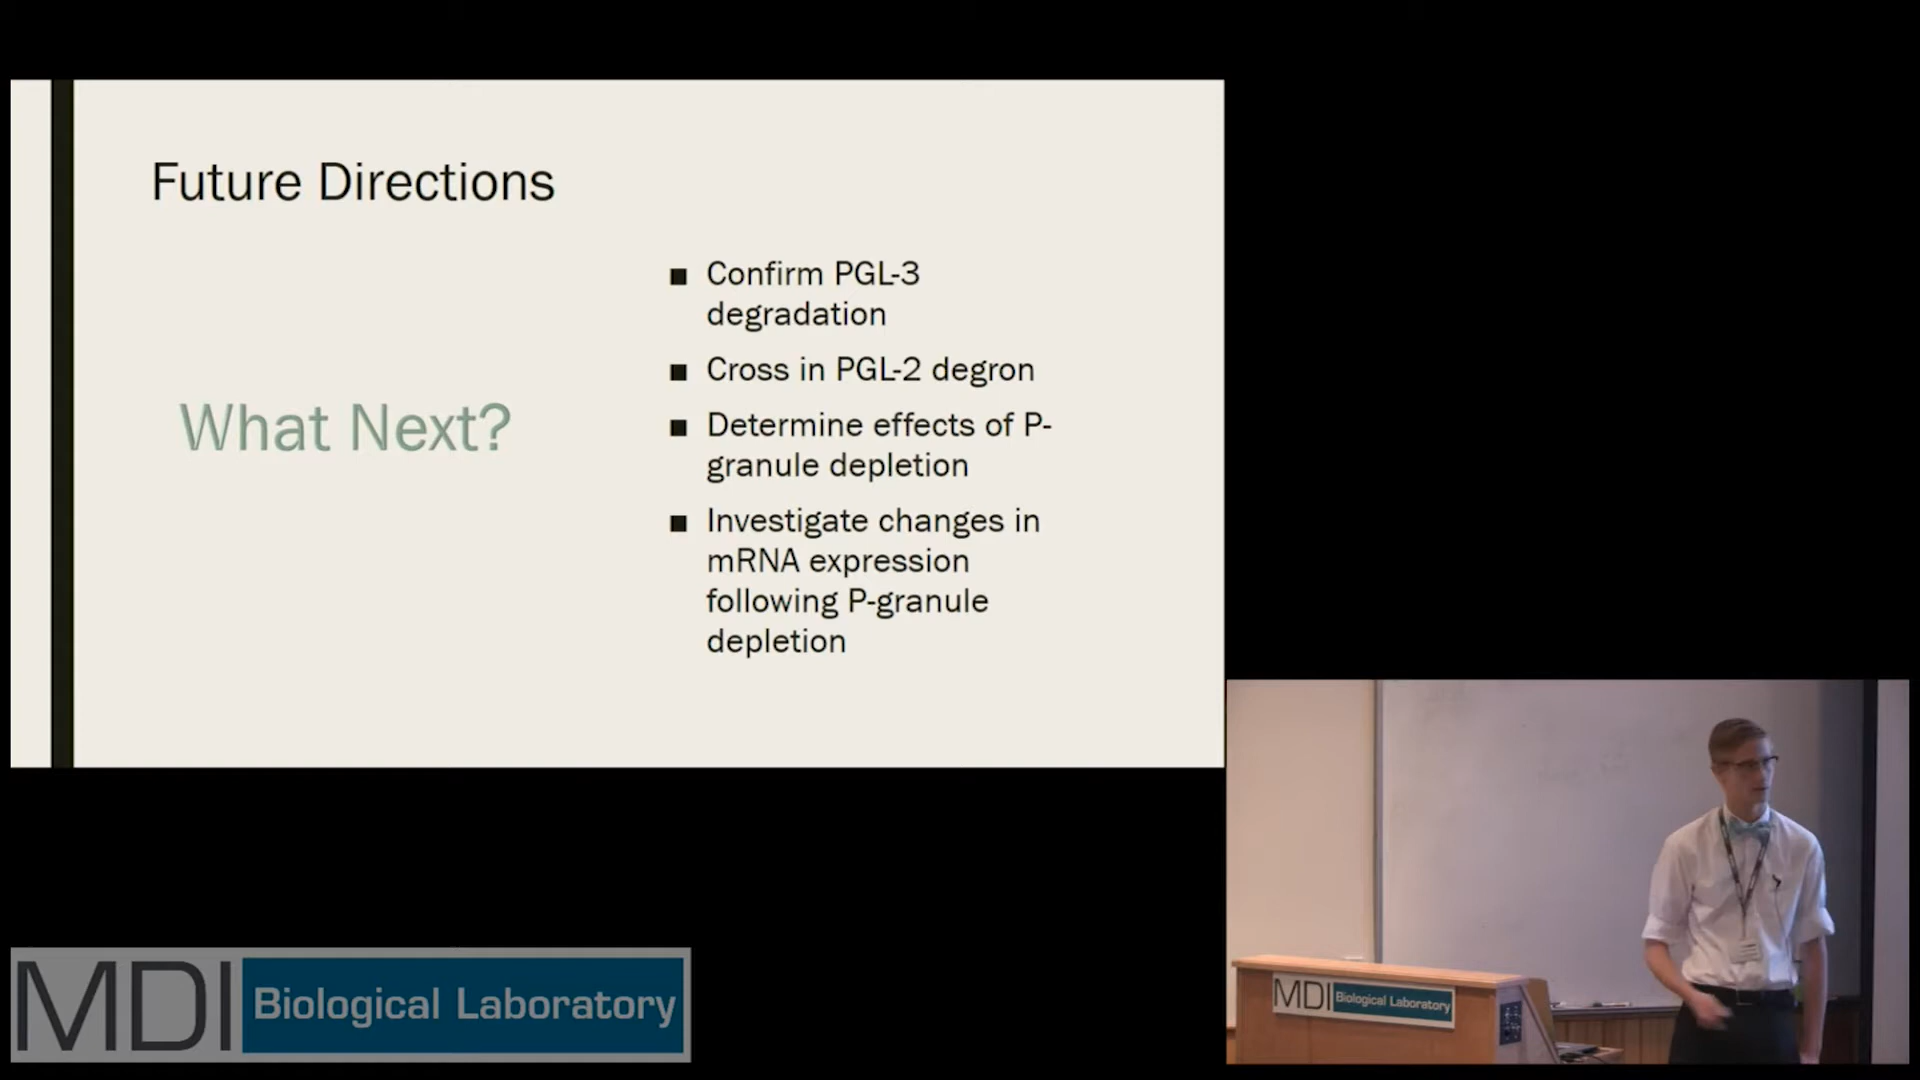 Future Directions
What Next?
■ Confirm PGL-3
degradation
■ Cross in PGL-2 degron
■ Determine effects of P-
granule depletion
■ Investigate changes in
mRNA expression
following P-granule
depletion
MDI Biological Laboratory
MDI Biological Laboratory